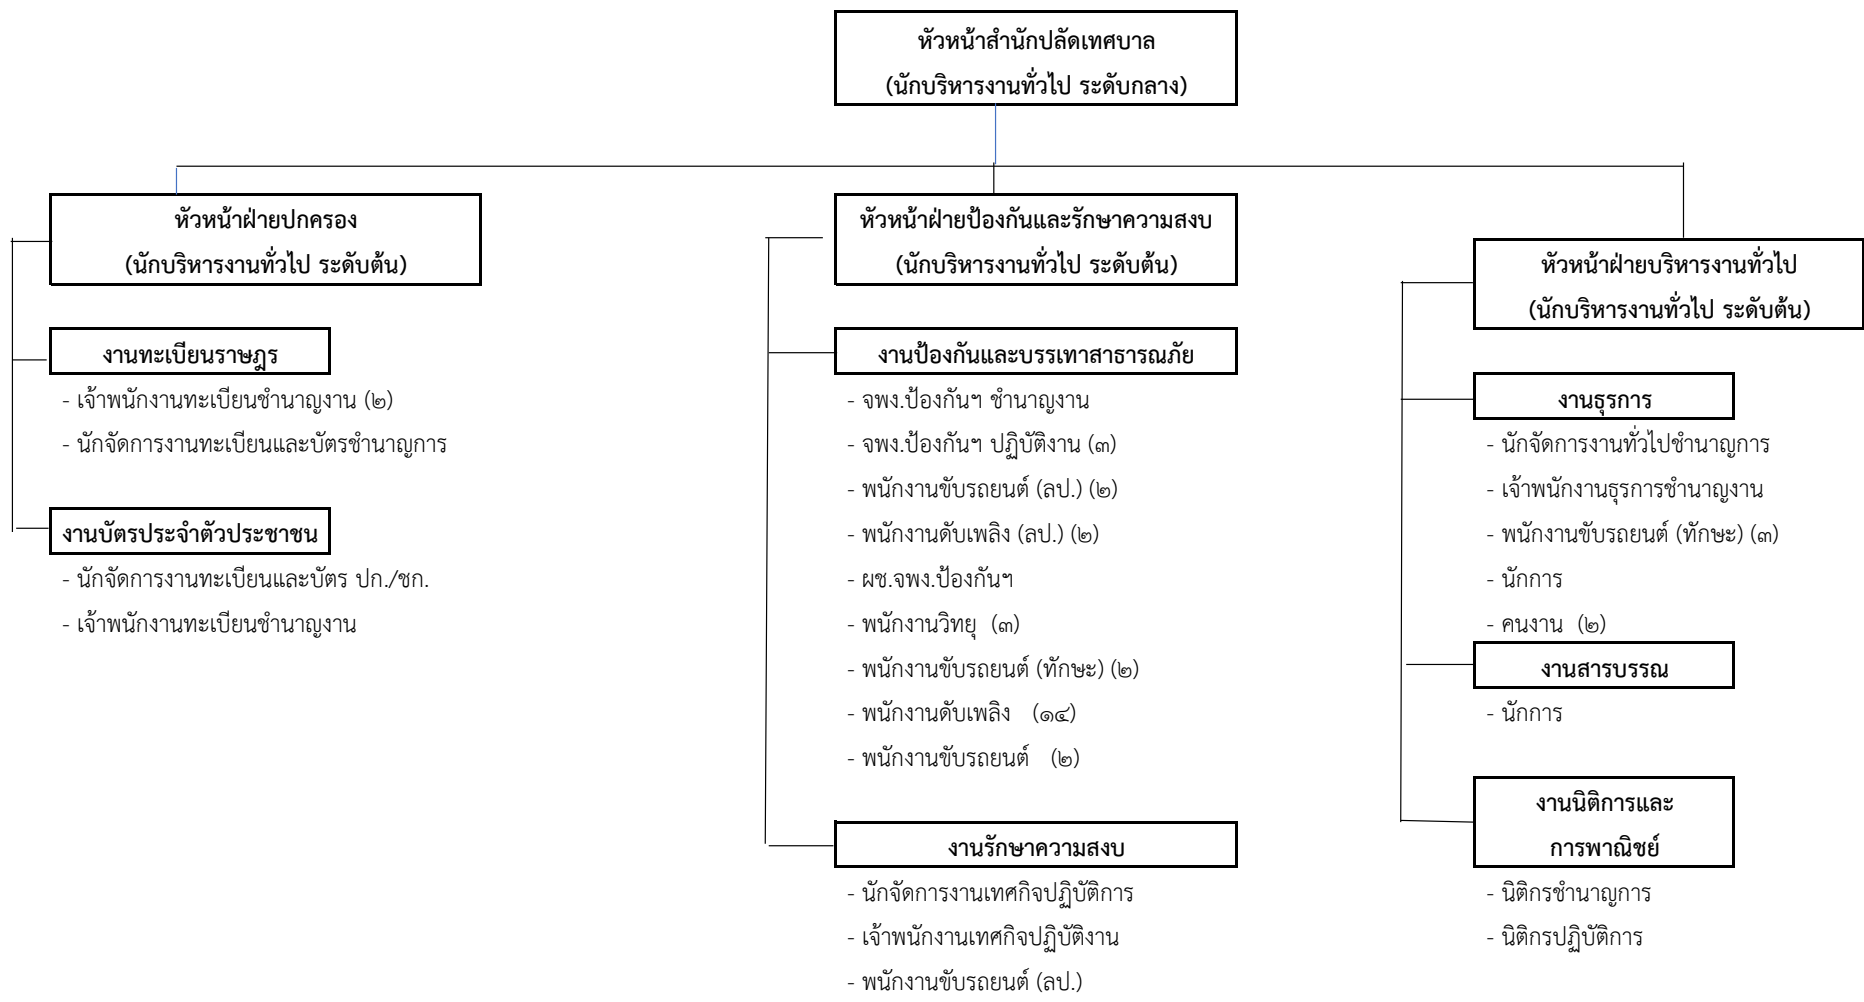 หัวหน้าสำนักปลัดเทศบาล
(นักบริหารงานทั่วไป ระดับกลาง)
หัวหน้าฝ่ายปกครอง
(นักบริหารงานทั่วไป ระดับต้น)
งานทะเบียนราษฎร
- เจ้าพนักงานทะเบียนชำนาญงาน (๒)
- นักจัดการงานทะเบียนและบัตรชำนาญการ
งานบัตรประจำตัวประชาชน
- นักจัดการงานทะเบียนและบัตร ปก./ชก.
- เจ้าพนักงานทะเบียนชำนาญงาน
หัวหน้าฝ่ายป้องกันและรักษาความสงบ
(นักบริหารงานทั่วไป ระดับต้น)
งานป้องกันและบรรเทาสาธารณภัย
- จพง.ป้องกันฯ ชำนาญงาน
- จพง.ป้องกันฯ ปฏิบัติงาน (๓)
- พนักงานขับรถยนต์ (ลป.) (๒)
- พนักงานดับเพลิง (ลป.) (๒)
- ผช.จพง.ป้องกันฯ
- พนักงานวิทยุ (๓)
- พนักงานขับรถยนต์ (ทักษะ) (๒)
- พนักงานดับเพลิง (๑๔)
- พนักงานขับรถยนต์ (๒)
งานรักษาความสงบ
- นักจัดการงานเทศกิจปฏิบัติการ
- เจ้าพนักงานเทศกิจปฏิบัติงาน
- พนักงานขับรถยนต์ (ลป.)
หัวหน้าฝ่ายบริหารงานทั่วไป
(นักบริหารงานทั่วไป ระดับต้น)
งานธุรการ
- นักจัดการงานทั่วไปชำนาญการ
- เจ้าพนักงานธุรการชำนาญงาน
- พนักงานขับรถยนต์ (ทักษะ) (๓)
- นักการ
- คนงาน (๒)
งานสารบรรณ
- นักการ
งานนิติการและ
การพาณิชย์
- นิติกรชำนาญการ
- นิติกรปฏิบัติการ